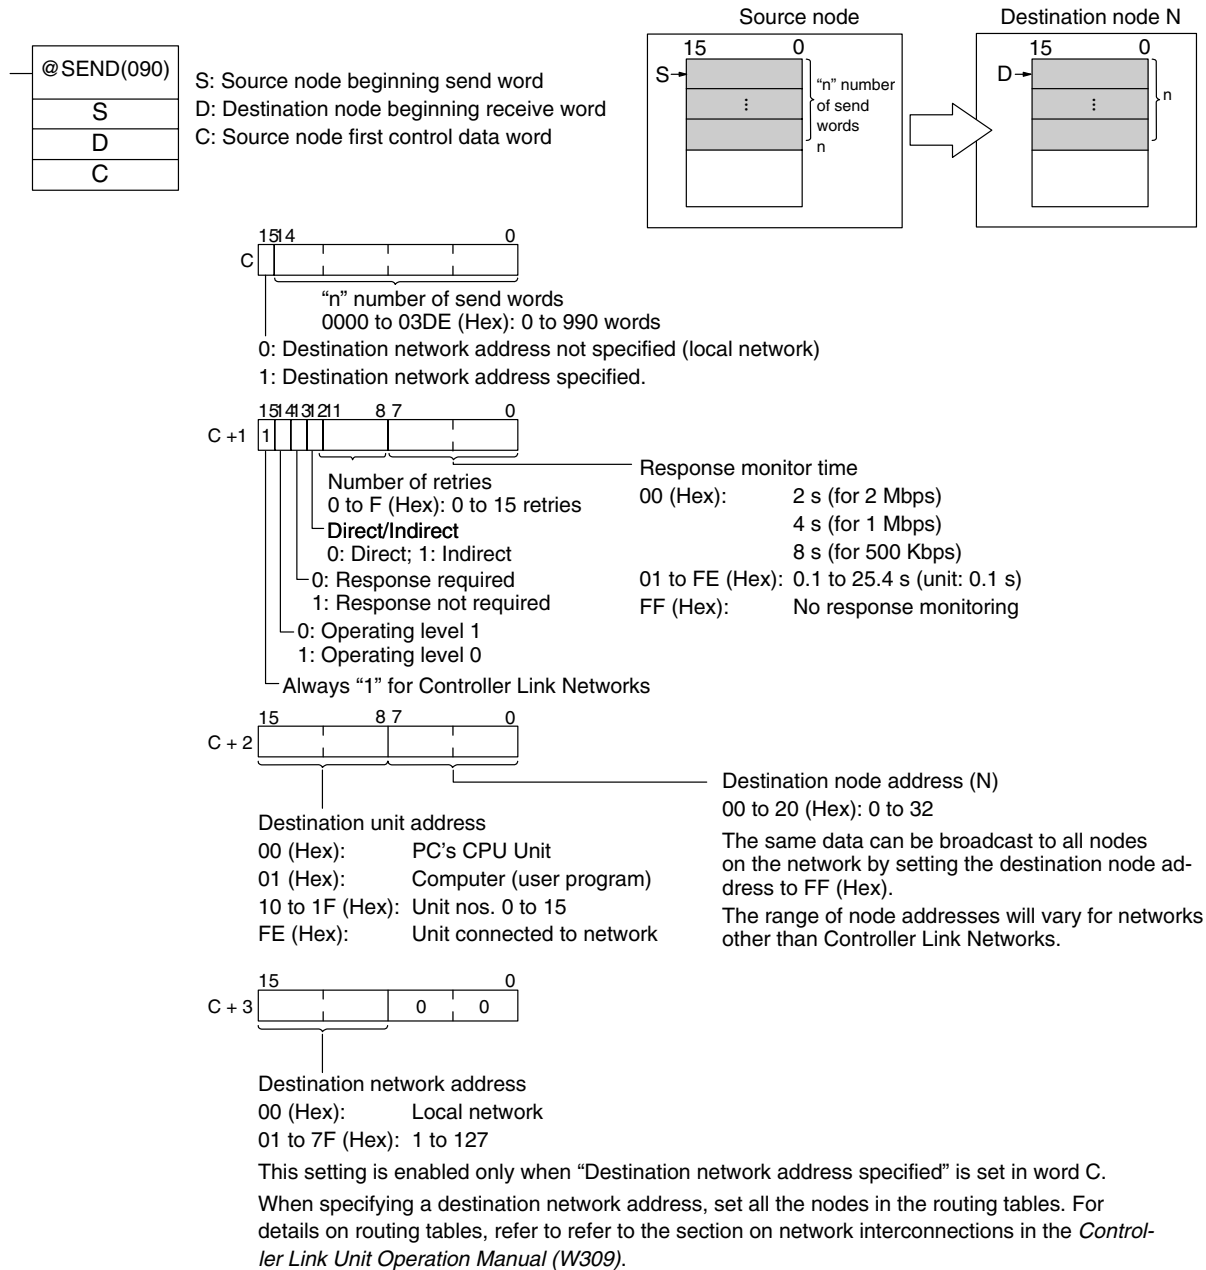 Source node
Destination node N
@SEND(090)
S
D
C
S: Source node beginning send word
D: Destination node beginning receive word
C: Source node first control data word
15 0
S
"n" number
of send
words
n
15 0
D
n
15 14 0
C
"n" number of send words
0000 to 03DE (Hex): 0 to 990 words
0: Destination network address not specified (local network)
1: Destination network address specified.
15 14 13 12 11 8 7 0
C +1 1
Number of retries
0 to F (Hex): 0 to 15 retries
Direct/Indirect
0: Direct; 1: Indirect
0: Response required
1: Response not required
0: Operating level 1
1: Operating level 0
Always "1" for Controller Link Networks
Response monitor time
00 (Hex): 2 s (for 2 Mbps)
4 s (for 1 Mbps)
8 s (for 500 Kbps)
01 to FE (Hex): 0.1 to 25.4 s (unit: 0.1 s)
FF (Hex): No response monitoring
15 8 7 0
C + 2
Destination unit address
00 (Hex): PC's CPU Unit
01 (Hex): Computer (user program)
10 to 1F (Hex): Unit nos. 0 to 15
FE (Hex): Unit connected to network
Destination node address (N)
00 to 20 (Hex): 0 to 32
The same data can be broadcast to all nodes
on the network by setting the destination node ad-
dress to FF (Hex).
The range of node addresses will vary for networks
other than Controller Link Networks.
15 0
C + 3 0 0
Destination network address
00 (Hex): Local network
01 to 7F (Hex): 1 to 127
This setting is enabled only when "Destination network address specified" is set in word C.
When specifying a destination network address, set all the nodes in the routing tables. For
details on routing tables, refer to refer to the section on network interconnections in the Control-
ler Link Unit Operation Manual (W309).